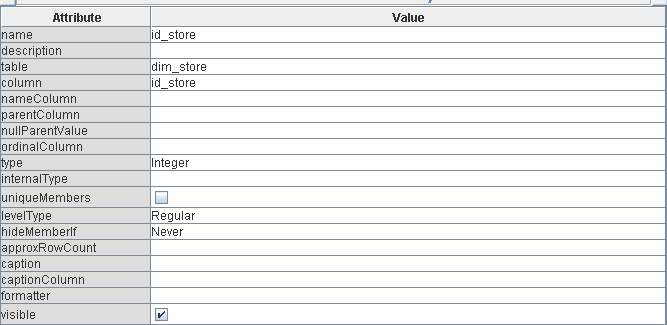 Attribute Value
name id_store
description
table dim_store
column id_store
nameColumn
parentColumn
nullParentValue
ordinalColumn
type Integer
internalType
uniqueMembers
levelType Regular
hideMemberIf Never
approxRowCount
caption
captionColumn
formatter
visible